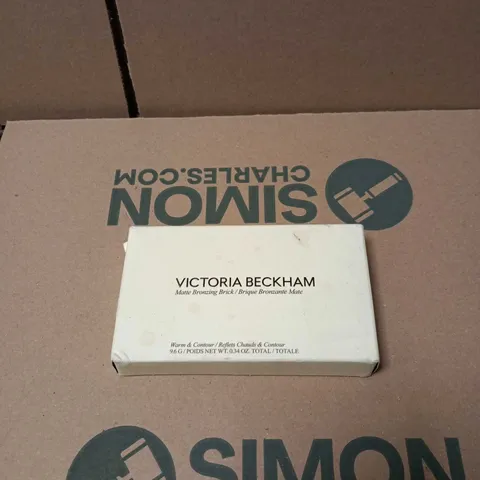 SIMON
CHARLES.COM
VICTORIA BECKHAM
Matte Bronzing Brick / Brique Bronzante Mate
Warm & Contour / Reflets Chauds & Contour
9.6 G / POIDS NET WT. 0.34 OZ. TOTAL / TOTALE
SIMON